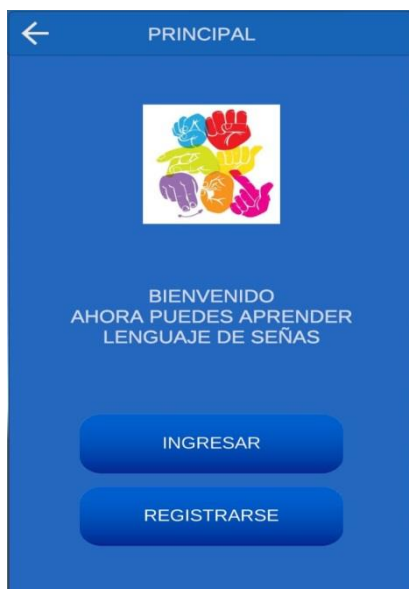 PRINCIPAL
BIENVENIDO
AHORA PUEDES APRENDER
LENGUAJE DE SEÑAS
INGRESAR
REGISTRARSE